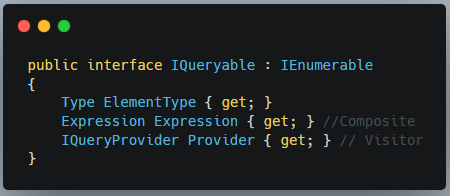 public interface IQueryable : IEnumerable
{
    Type ElementType { get; }
    Expression Expression { get; } //Composite
    IQueryProvider Provider { get; } // Visitor
}